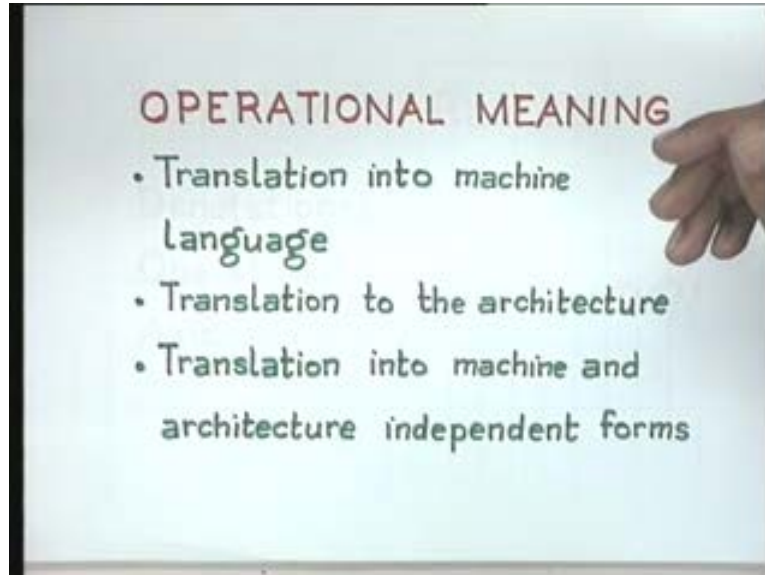 OPERATIONAL MEANING
• Translation into machine
language
• Translation to the architecture
• Translation into machine and
architecture independent forms